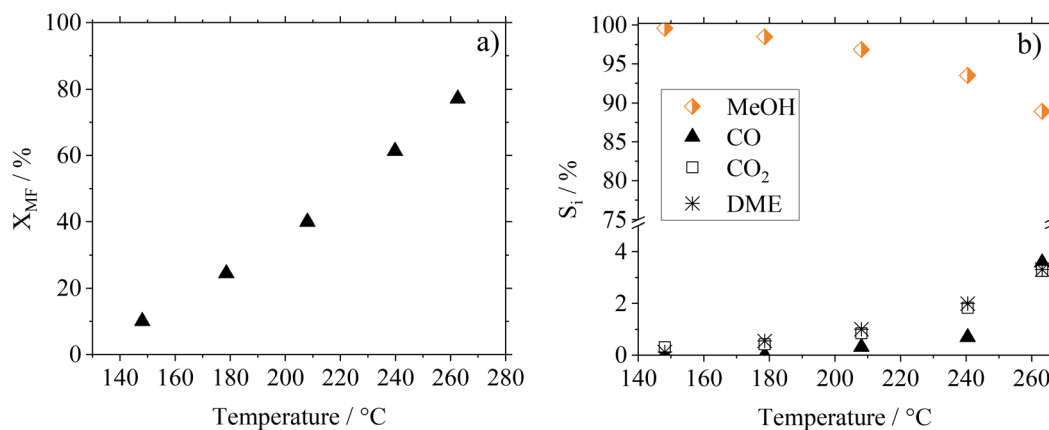 a)
X_MF / %
100
80
60
40
20
0
140 160 180 200 220 240 260 280
Temperature / °C
b)
S_i / %
100
95
90
85
80
75
4
2
0
MeOH
CO
CO₂
DME
140 160 180 200 220 240 260
Temperature / °C